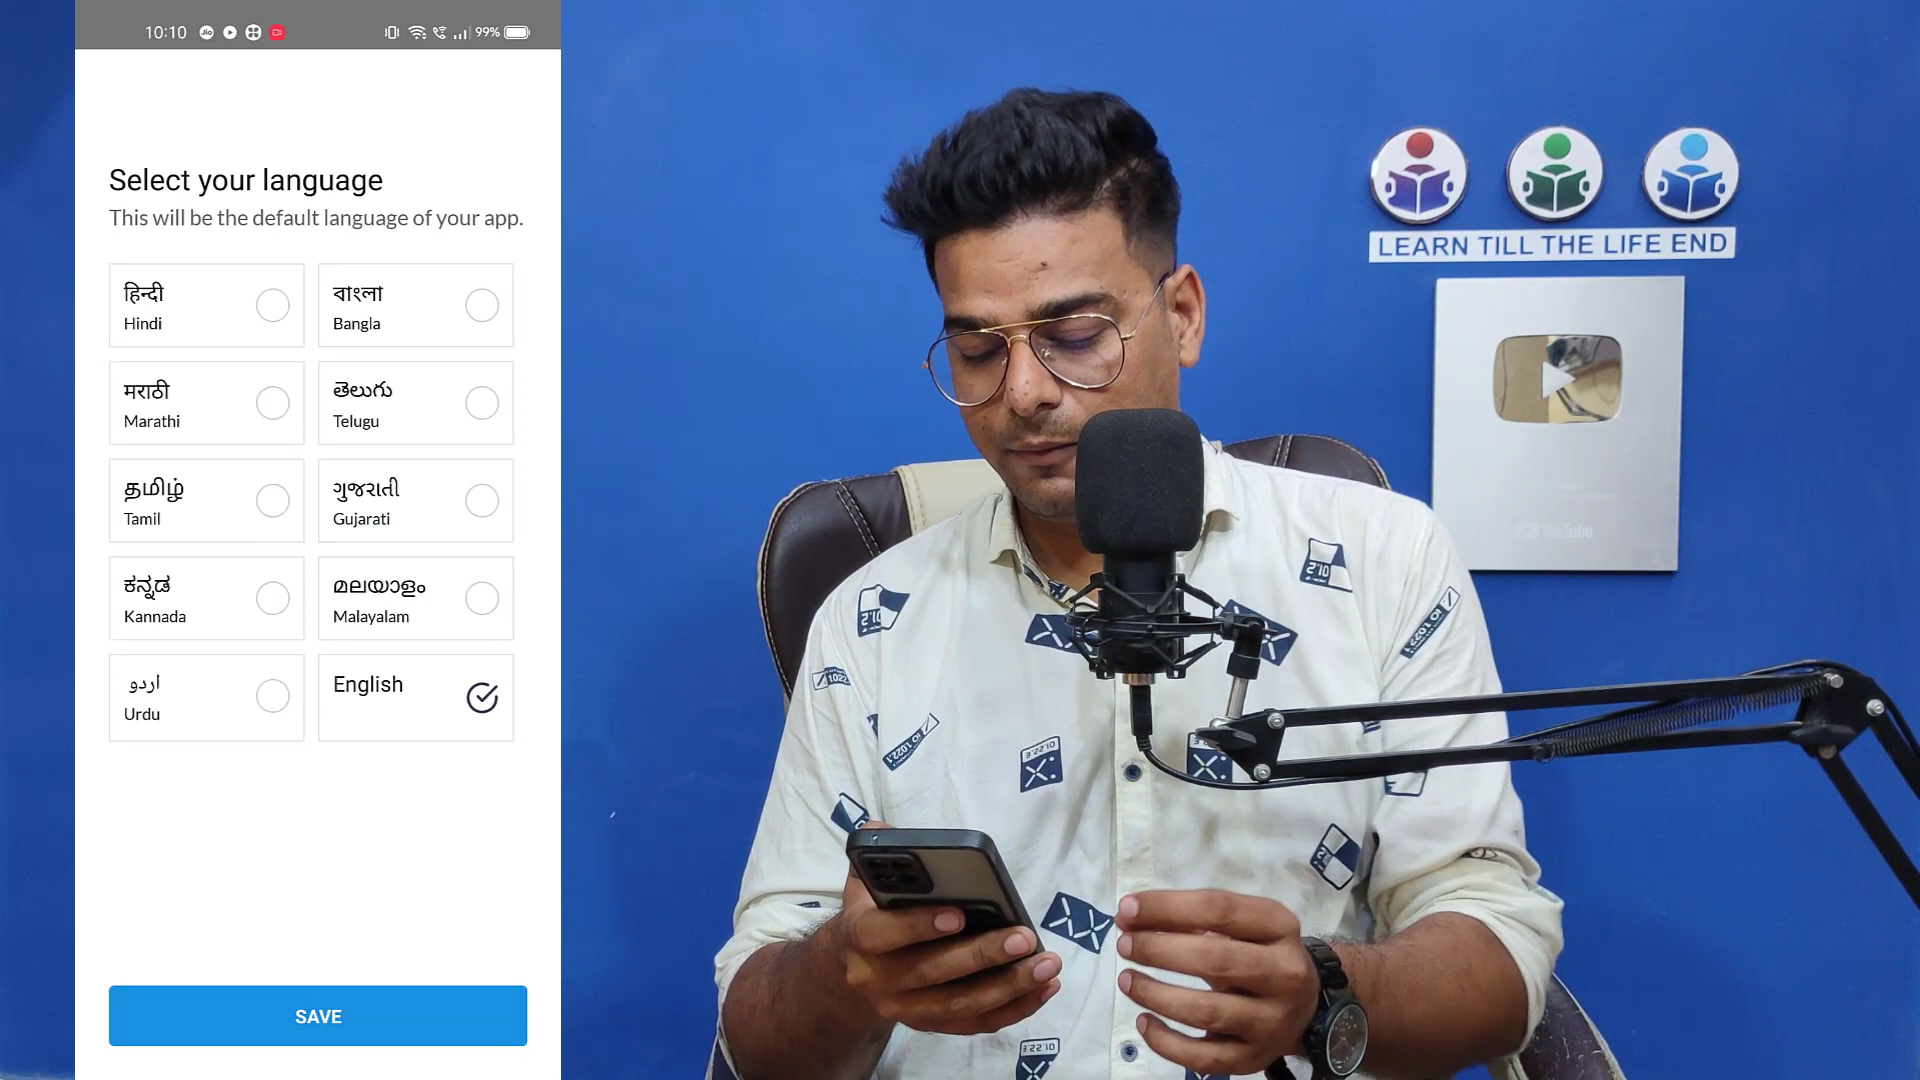 10:10
Jio
99%
Select your language
This will be the default language of your app.
हिन्दी
Hindi
বাংলা
Bangla
मराठी
Marathi
తెలుగు
Telugu
தமிழ்
Tamil
ગુજરાતી
Gujarati
ಕನ್ನಡ
Kannada
മലയാളം
Malayalam
اردو
Urdu
English
SAVE
LEARN TILL THE LIFE END
YouTube